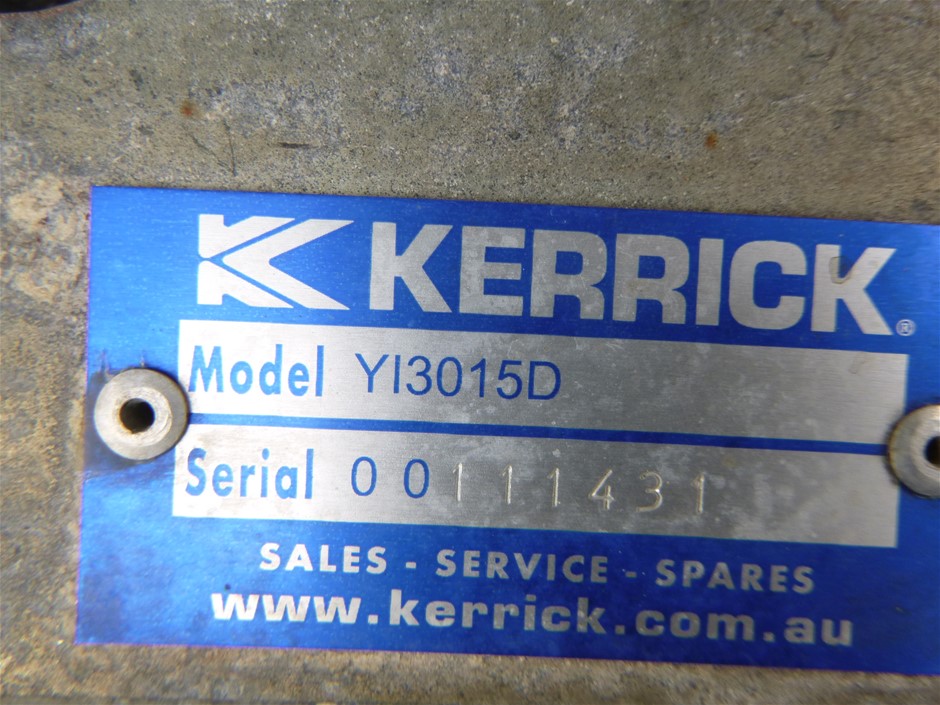 KERRICK®
Model YI3015D
Serial 00111431
SALES - SERVICE - SPARES
www.kerrick.com.au